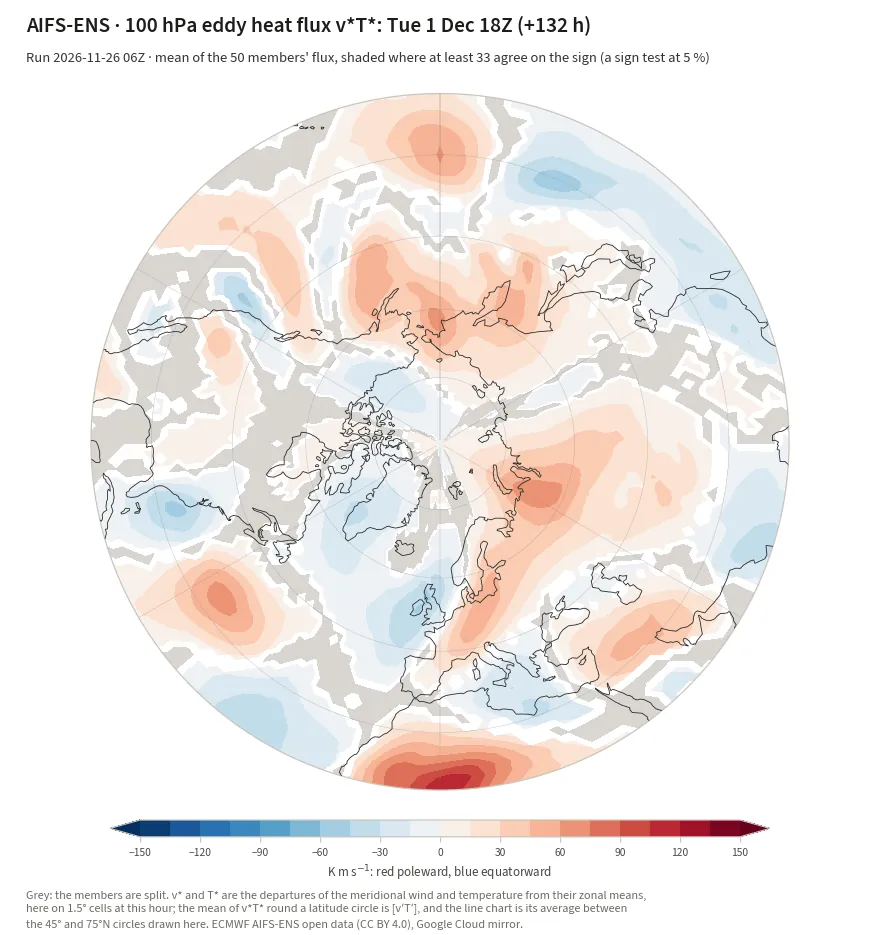 AIFS-ENS · 100 hPa eddy heat flux v*T*: Tue 1 Dec 18Z (+132 h)
Run 2026-11-26 06Z · mean of the 50 members' flux, shaded where at least 33 agree on the sign (a sign test at 5 %)
−150 −120 −90 −60 −30 0 30 60 90 120 150
K m s⁻¹: red poleward, blue equatorward
Grey: the members are split. v* and T* are the departures of the meridional wind and temperature from their zonal means,
here on 1.5° cells at this hour; the mean of v*T* round a latitude circle is [v'T'], and the line chart is its average between
the 45° and 75°N circles drawn here. ECMWF AIFS-ENS open data (CC BY 4.0), Google Cloud mirror.